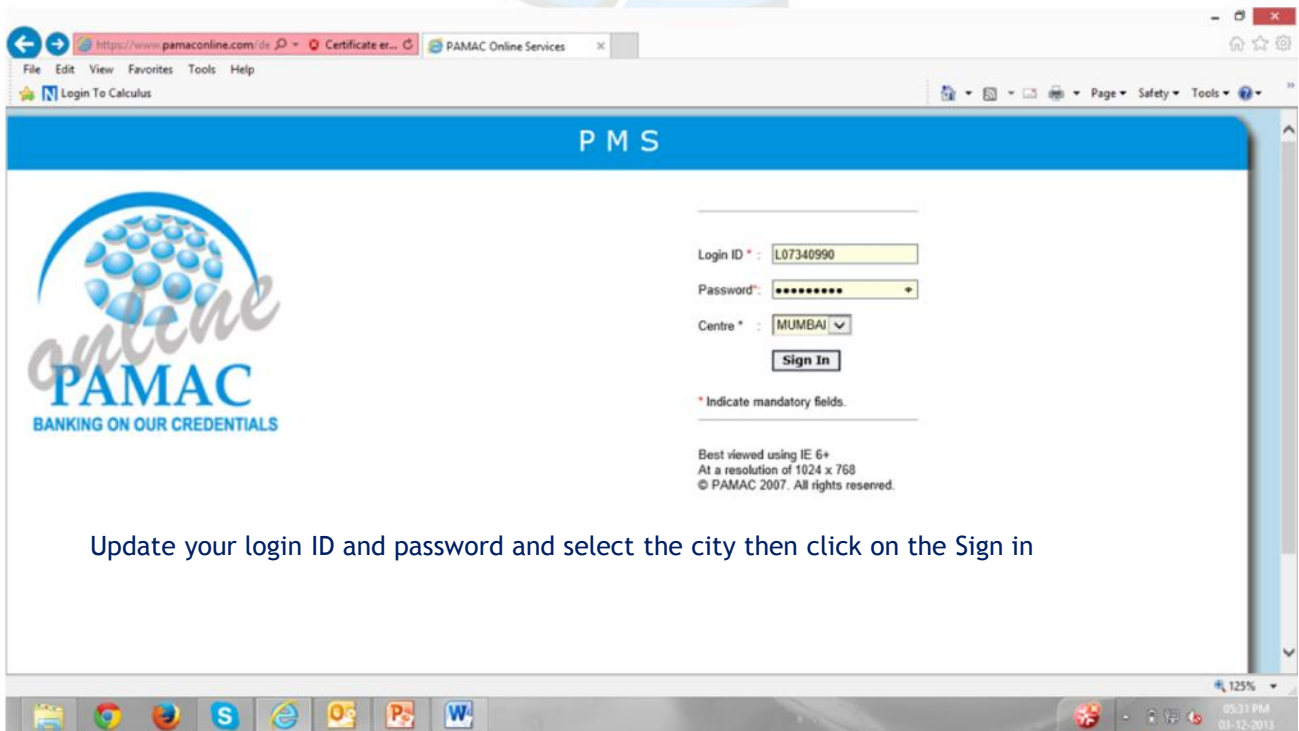 https://www.pamaconline.com/de
Certificate er...
PAMAC Online Services
File Edit View Favorites Tools Help
Login To Calculus
Page Safety Tools
PMS
online
PAMAC
BANKING ON OUR CREDENTIALS
Login ID * : L07340990
Password*: •••••••••
Centre * : MUMBAI
Sign In
* Indicate mandatory fields.
Best viewed using IE 6+
At a resolution of 1024 x 768
© PAMAC 2007. All rights reserved.
Update your login ID and password and select the city then click on the Sign in
125%
05:31 PM
03-12-2013